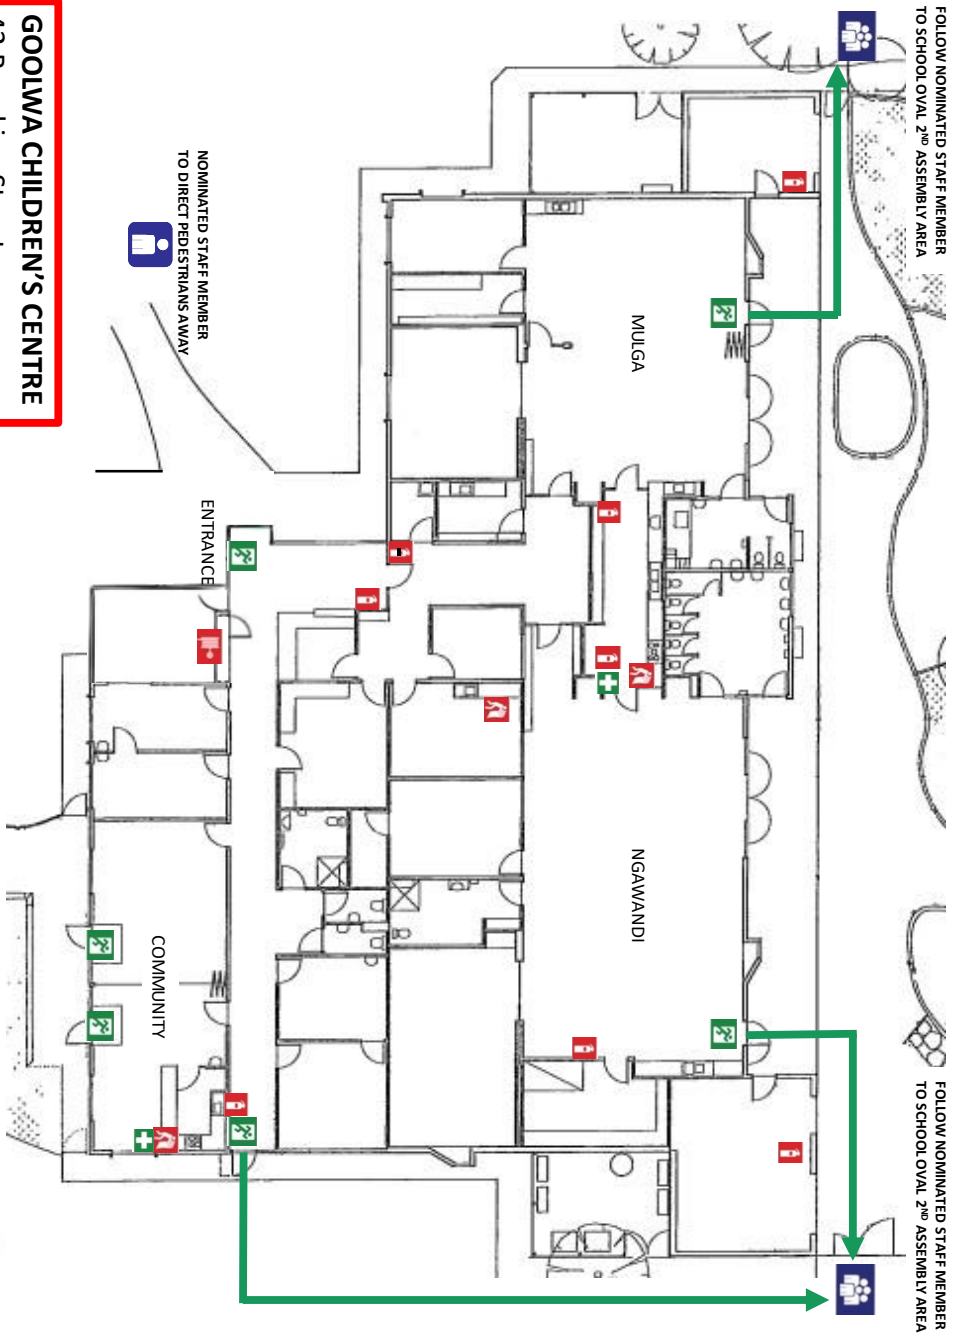 FOLLOW NOMINATED STAFF MEMBER
TO SCHOOL OVAL 2ND ASSEMBLY AREA
FOLLOW NOMINATED STAFF MEMBER
TO SCHOOL OVAL 2ND ASSEMBLY AREA
MULGA
NGAWANDI
NOMINATED STAFF MEMBER
TO DIRECT PEDESTRIANS AWAY
ENTRANCE
COMMUNITY
GOOLWA CHILDREN'S CENTRE